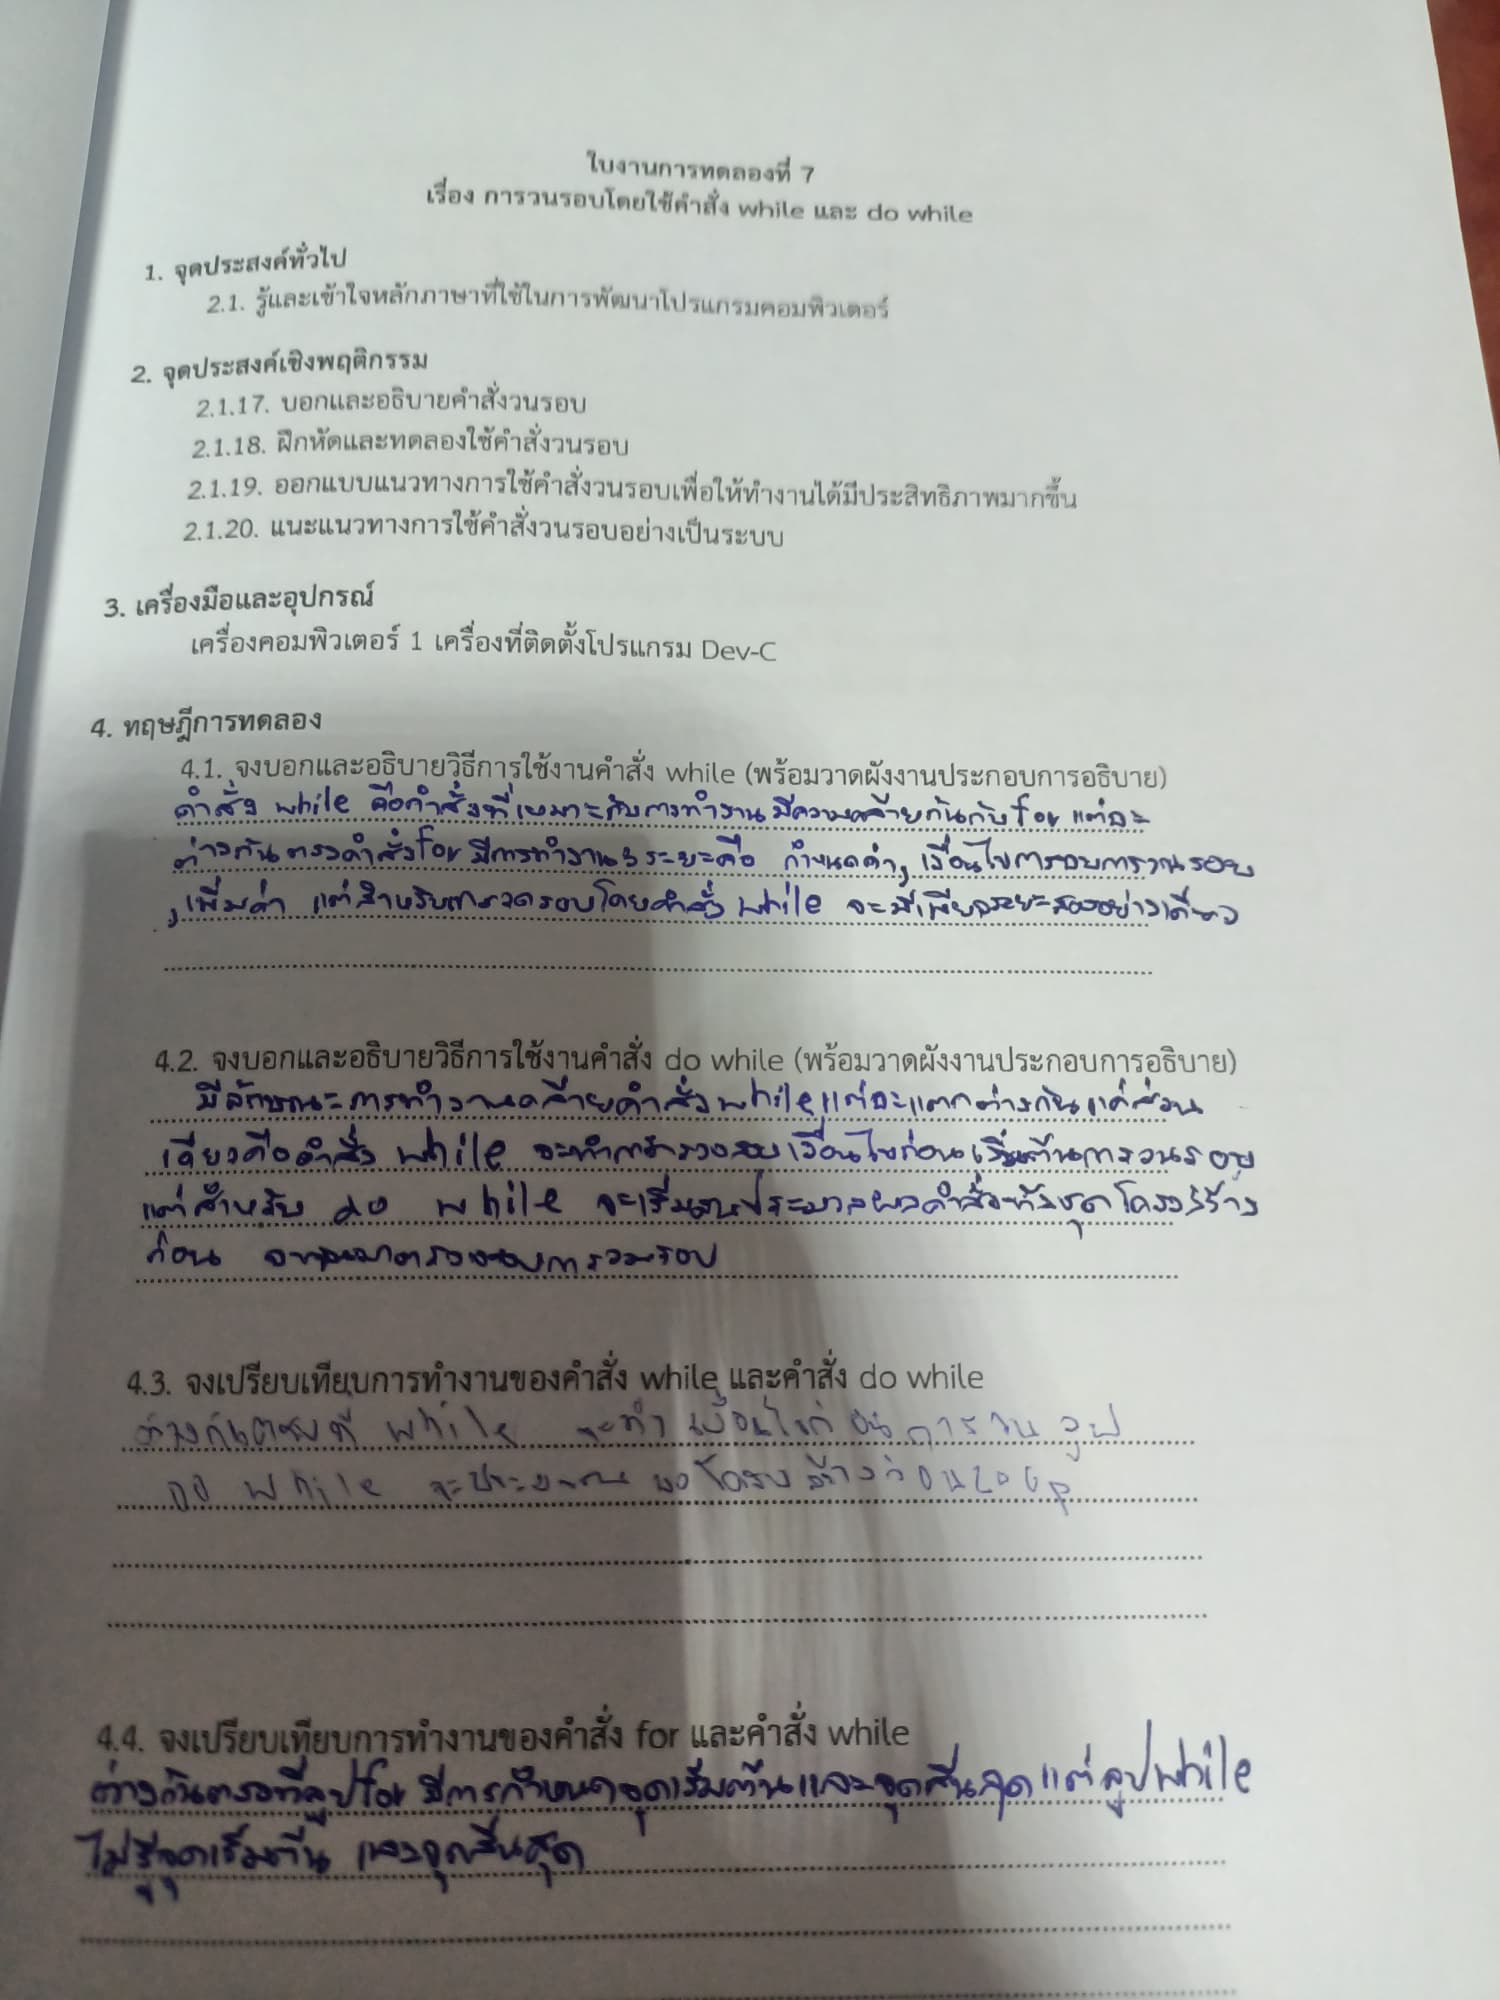 ใบงานการทดลองที่ 7
เรื่อง การวนรอบโดยใช้คำสั่ง while และ do while
1. จุดประสงค์ทั่วไป
2.1. รู้และเข้าใจหลักภาษาที่ใช้ในการพัฒนาโปรแกรมคอมพิวเตอร์
2. จุดประสงค์เชิงพฤติกรรม
2.1.17. บอกและอธิบายคำสั่งวนรอบ
2.1.18. ฝึกหัดและทดลองใช้คำสั่งวนรอบ
2.1.19. ออกแบบแนวทางการใช้คำสั่งวนรอบเพื่อให้ทำงานได้มีประสิทธิภาพมากขึ้น
2.1.20. แนะแนวทางการใช้คำสั่งวนรอบอย่างเป็นระบบ
3. เครื่องมือและอุปกรณ์
เครื่องคอมพิวเตอร์ 1 เครื่องที่ติดตั้งโปรแกรม Dev-C
4. ทฤษฎีการทดลอง
4.1. จงบอกและอธิบายวิธีการใช้งานคำสั่ง while (พร้อมวาดผังงานประกอบการอธิบาย)
คำสั่ง while คือคำสั่งที่เหมาะกับการทำงานมีความคล้ายกันกับ for แต่จะ
ต่างกันตรงคำสั่ง for มีการทำงาน 3 ระยะคือ กำหนดค่า, เงื่อนไขการวนรอบ
, เพิ่มค่า แต่สำหรับการวนรอบโดยคำสั่ง while จะมีเพียง อย่างเดียว
4.2. จงบอกและอธิบายวิธีการใช้งานคำสั่ง do while (พร้อมวาดผังงานประกอบการอธิบาย)
มีลักษณะการทำงานคล้ายคำสั่ง while แต่จะแตกต่างกันแค่ส่วน
เดียวคือคำสั่ง while จะทำการตรวจสอบเงื่อนไขก่อนเริ่มต้นการวนรอบ
แต่สำหรับ do while จะเริ่ม ประมวลผลคำสั่งทั้งชุดโครงสร้าง
ก่อน จาก การวนรอบ
4.3. จงเปรียบเทียบการทำงานของคำสั่ง while และคำสั่ง do while
ต่างกันตรงที่ while จะทำ เงื่อนไขก่อนการวนลูป
do while จะ โครงสร้างก่อน loop
4.4. จงเปรียบเทียบการทำงานของคำสั่ง for และคำสั่ง while
ต่างกันตรงที่ลูป for มีการกำหนดจุดเริ่มต้นและจุดสิ้นสุด แต่ลูป while
ไม่รู้จุดเริ่มต้น และจุดสิ้นสุด